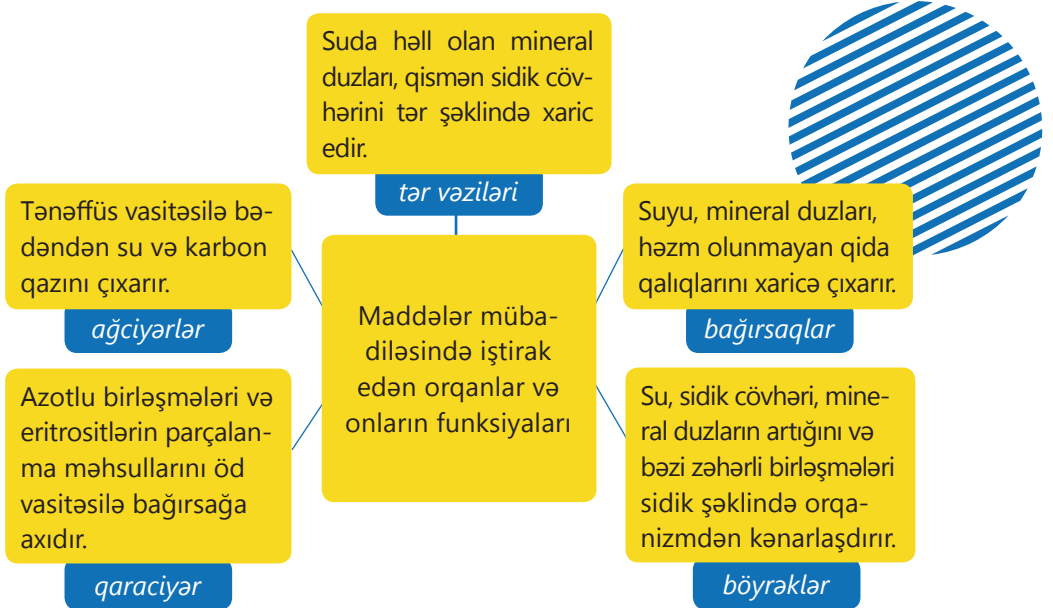 Suda həll olan mineral
duzları, qismən sidik cöv-
hərini tər şəklində xaric
edir.
tər vəziləri
Tənəffüs vasitəsilə bə-
dəndən su və karbon
qazını çıxarır.
ağciyərlər
Suyu, mineral duzları,
həzm olunmayan qida
qalıqlarını xaricə çıxarır.
bağırsaqlar
Maddələr müba-
diləsində iştirak
edən orqanlar və
onların funksiyaları
Azotlu birləşmələri və
eritrositlərin parçalan-
ma məhsullarını öd
vasitəsilə bağırsağa
axıdır.
qaraciyər
Su, sidik cövhəri, mine-
ral duzların artığını və
bəzi zəhərli birləşmələri
sidik şəklində orqa-
nizmdən kənarlaşdırır.
böyrəklər